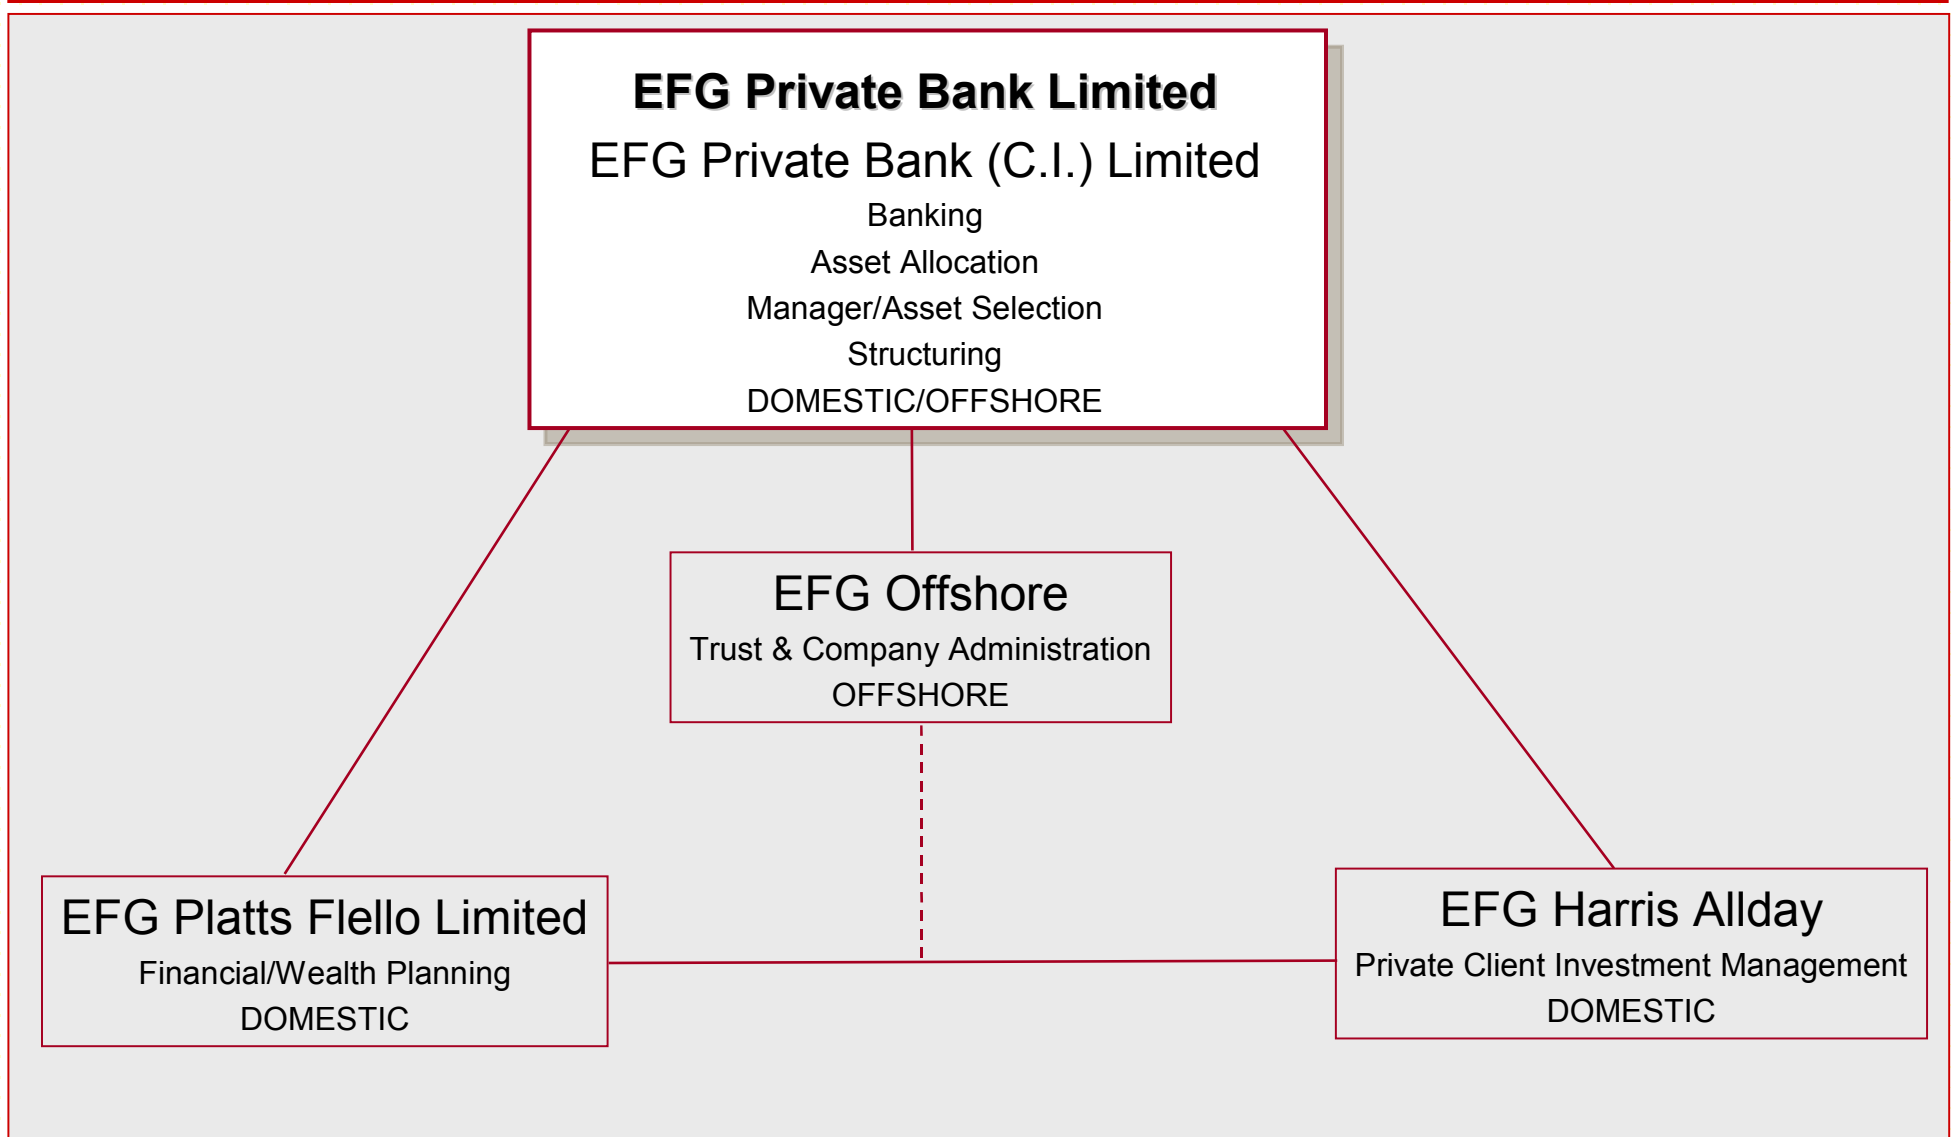 EFG Private Bank Limited
EFG Private Bank (C.I.) Limited
Banking
Asset Allocation
Manager/Asset Selection
Structuring
DOMESTIC/OFFSHORE
EFG Offshore
Trust & Company Administration
OFFSHORE
EFG Platts Flello Limited
Financial/Wealth Planning
DOMESTIC
EFG Harris Allday
Private Client Investment Management
DOMESTIC